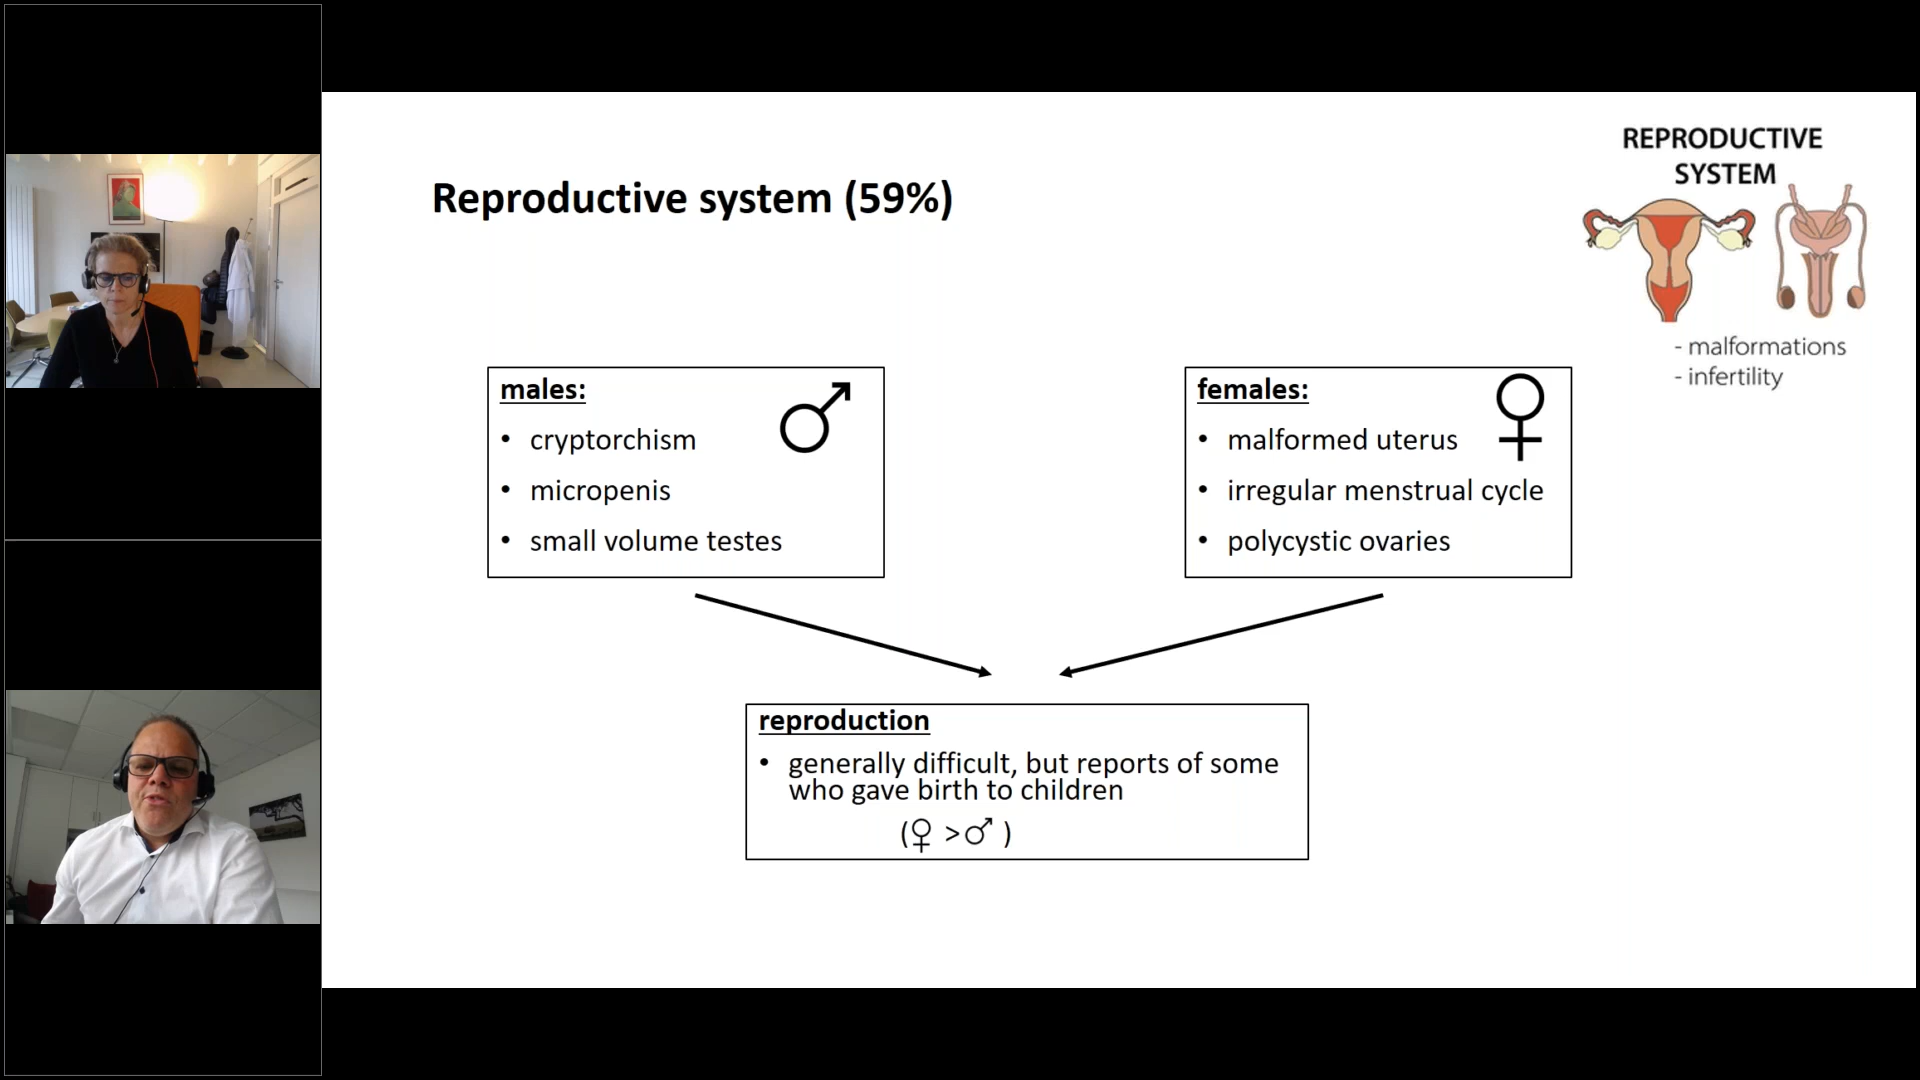 REPRODUCTIVE
SYSTEM
Reproductive system (59%)
- malformations
- infertility
males:
• cryptorchism
• micropenis
• small volume testes
females:
• malformed uterus
• irregular menstrual cycle
• polycystic ovaries
reproduction
• generally difficult, but reports of some
who gave birth to children
(♀ >♂ )